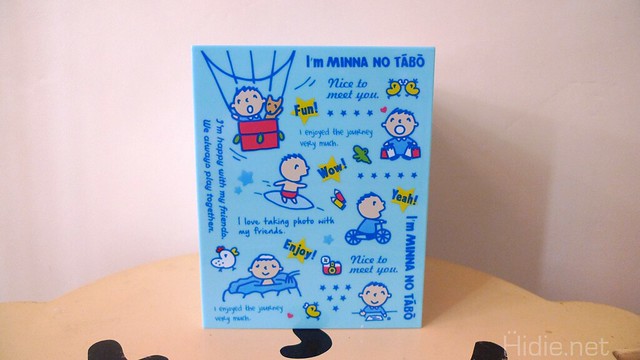 I'm MINNA NO TĀBŌ
Nice to
meet you.
Fun!
I enjoyed the journey
very much.
I'm happy with my friends.
We always play together.
Wow!
Yeah!
I love taking photo with
my friends.
I'm MINNA NO TĀBŌ
Enjoy!
Nice to
meet you.
I enjoyed the journey
very much.
Hidie.net